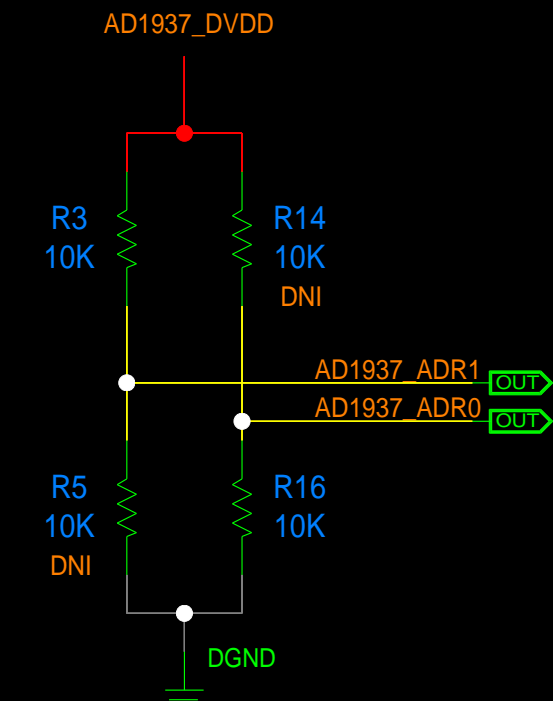 AD1937_DVDD
R3
10K
R14
10K
DNI
AD1937_ADR1
OUT
AD1937_ADR0
OUT
R5
10K
DNI
R16
10K
DGND